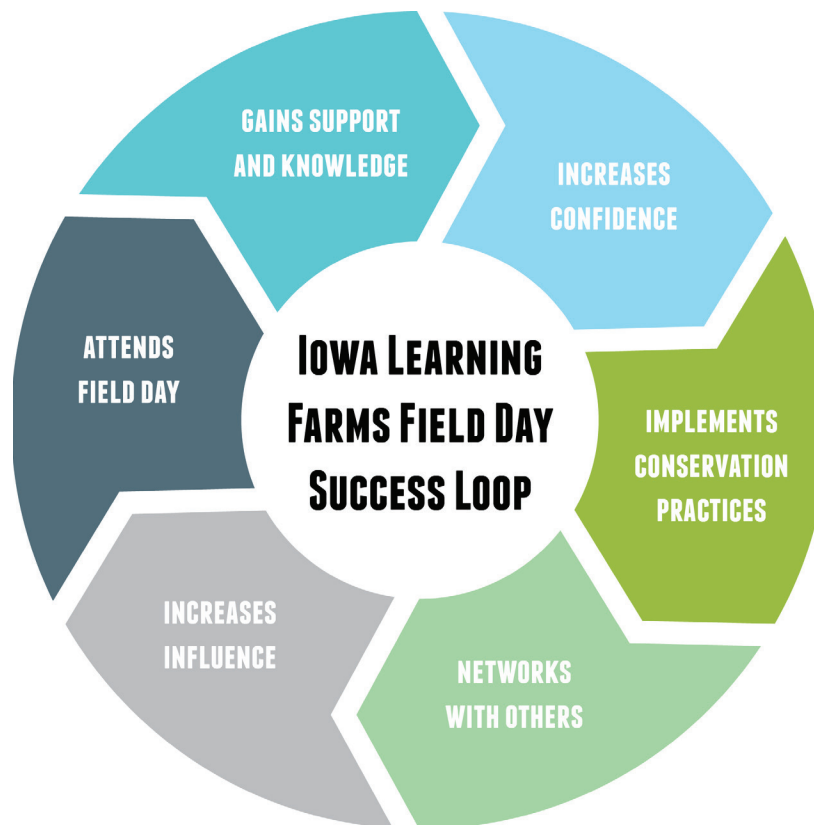 GAINS SUPPORT
AND KNOWLEDGE
INCREASES
CONFIDENCE
IMPLEMENTS
CONSERVATION
PRACTICES
NETWORKS
WITH OTHERS
INCREASES
INFLUENCE
ATTENDS
FIELD DAY
IOWA LEARNING
FARMS FIELD DAY
SUCCESS LOOP